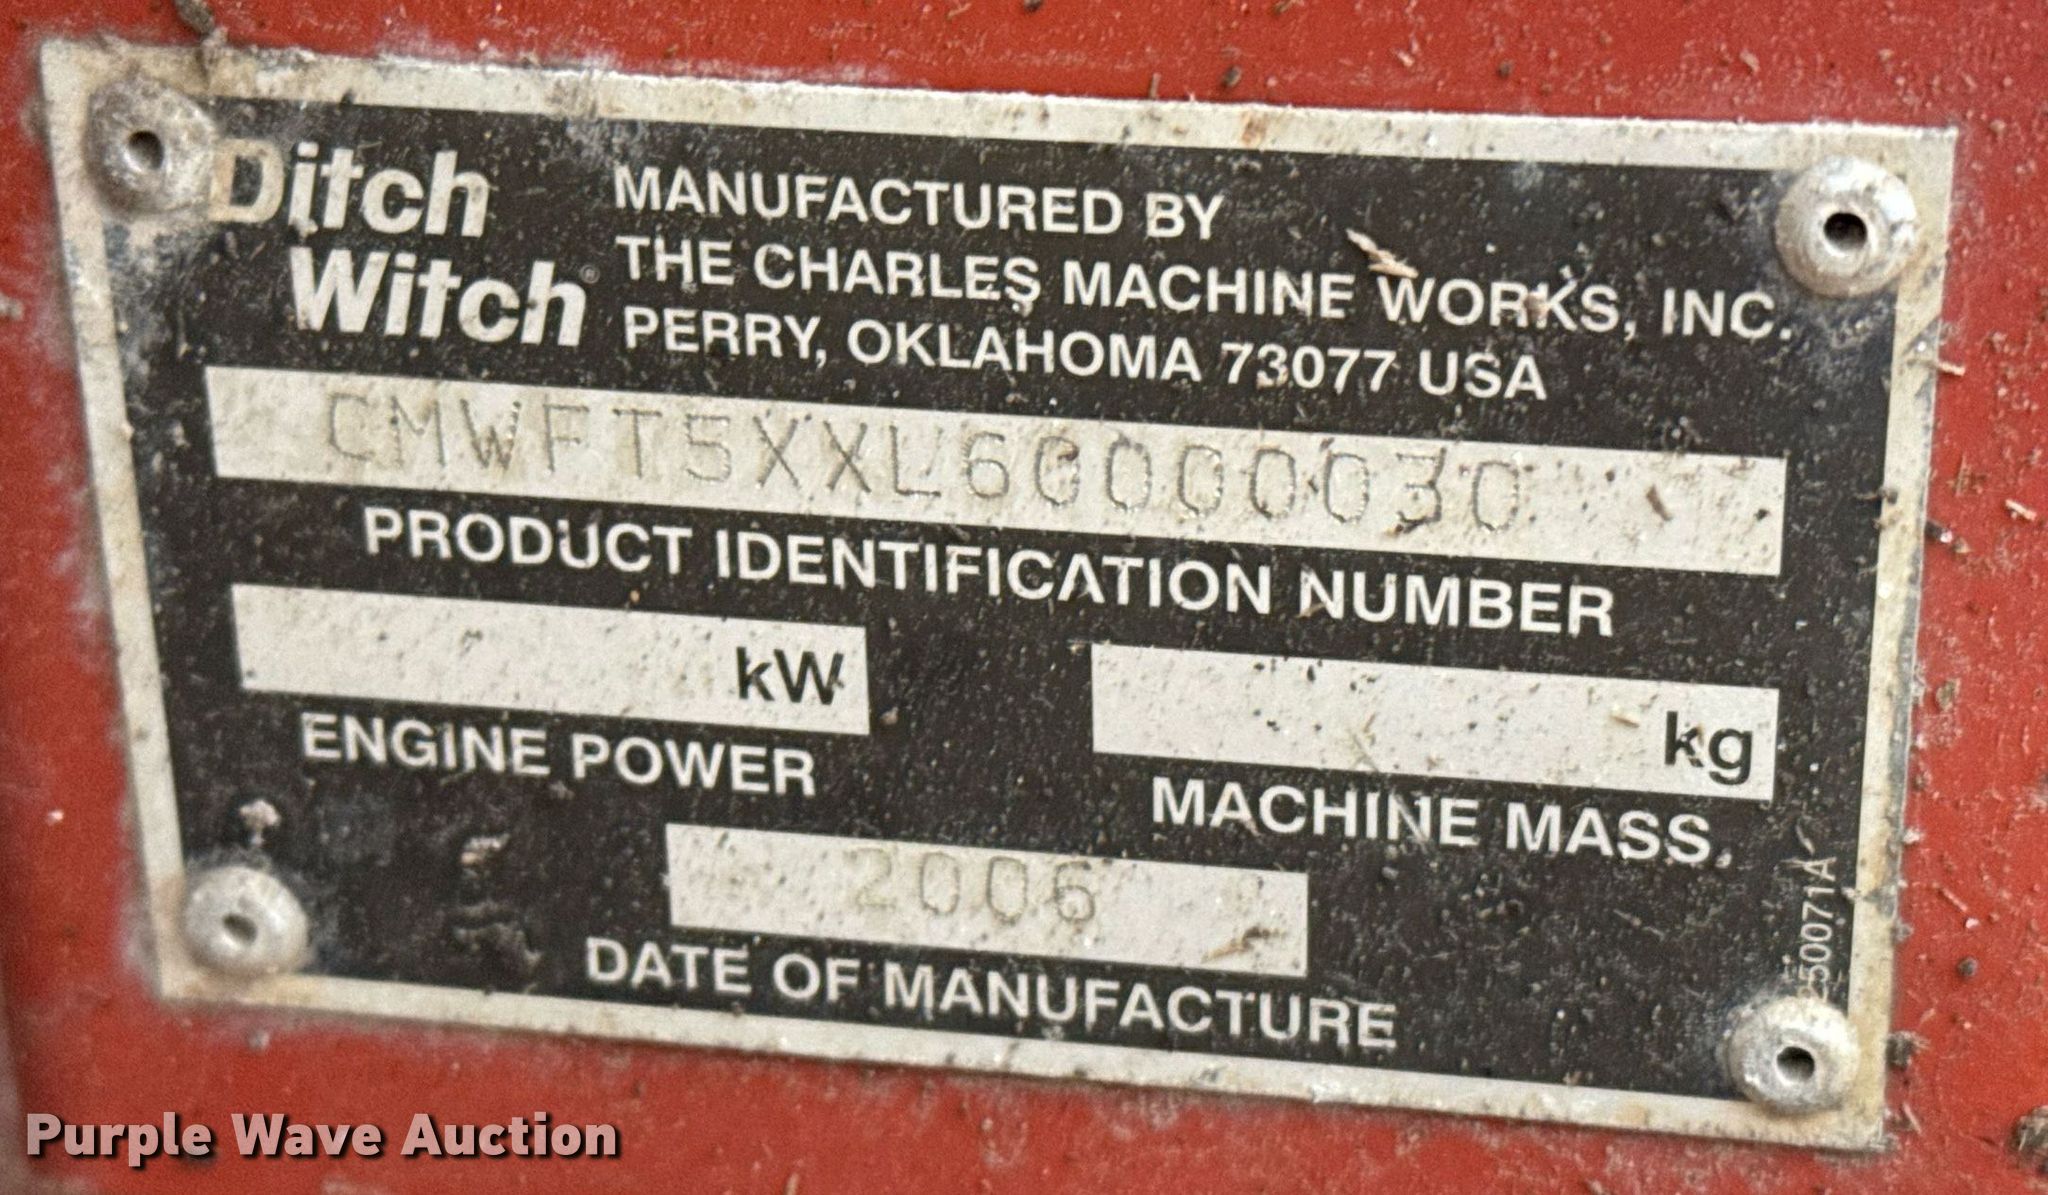 Ditch
Witch®
MANUFACTURED BY
THE CHARLES MACHINE WORKS, INC.
PERRY, OKLAHOMA 73077 USA
CMWFT5XXL60000030
PRODUCT IDENTIFICATION NUMBER
kW
ENGINE POWER
kg
MACHINE MASS
2006
DATE OF MANUFACTURE
250071A
Purple Wave Auction